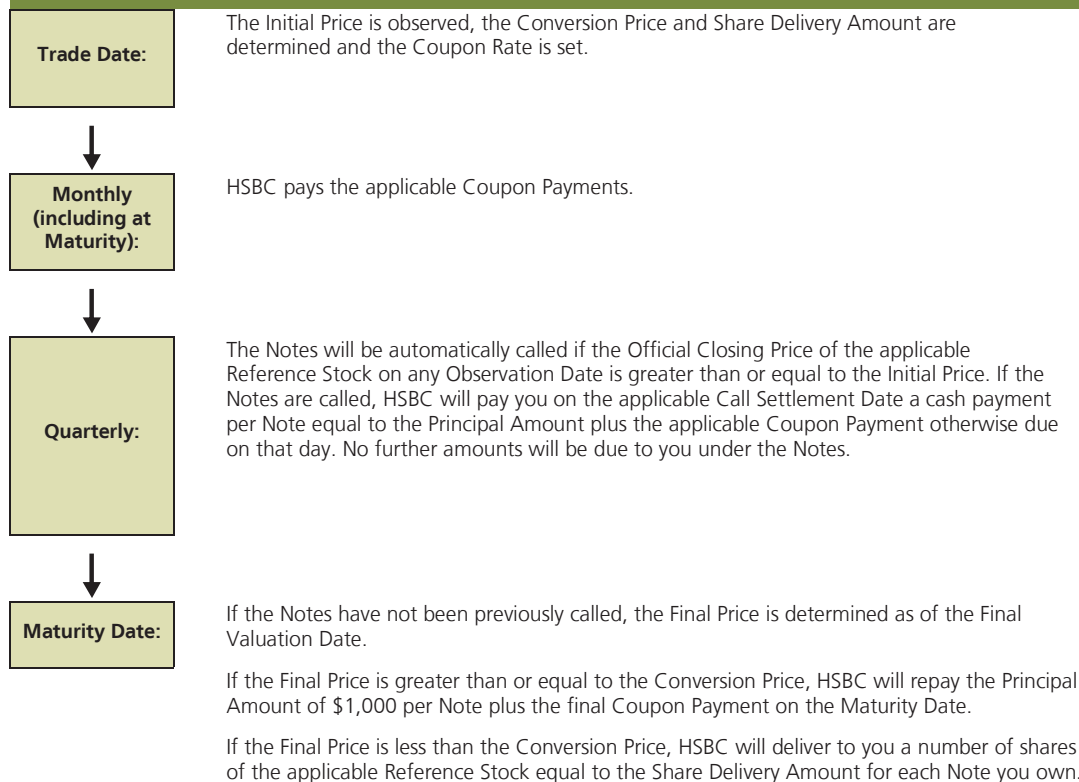 Trade Date:
The Initial Price is observed, the Conversion Price and Share Delivery Amount are
determined and the Coupon Rate is set.
Monthly
(including at
Maturity):
HSBC pays the applicable Coupon Payments.
Quarterly:
The Notes will be automatically called if the Official Closing Price of the applicable
Reference Stock on any Observation Date is greater than or equal to the Initial Price. If the
Notes are called, HSBC will pay you on the applicable Call Settlement Date a cash payment
per Note equal to the Principal Amount plus the applicable Coupon Payment otherwise due
on that day. No further amounts will be due to you under the Notes.
Maturity Date:
If the Notes have not been previously called, the Final Price is determined as of the Final
Valuation Date.
If the Final Price is greater than or equal to the Conversion Price, HSBC will repay the Principal
Amount of $1,000 per Note plus the final Coupon Payment on the Maturity Date.
If the Final Price is less than the Conversion Price, HSBC will deliver to you a number of shares
of the applicable Reference Stock equal to the Share Delivery Amount for each Note you own